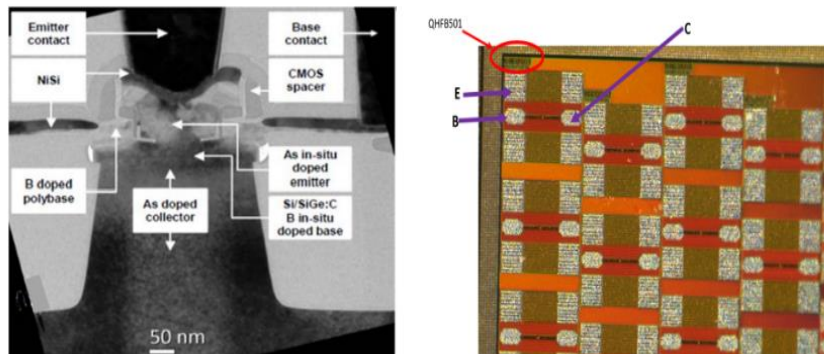 Emitter
contact
Base
contact
NiSi
CMOS
spacer
B doped
polybase
As doped
collector
As in-situ
doped
emitter
Si/SiGe:C
B in-situ
doped base
50 nm
QHFB501
C
E
B